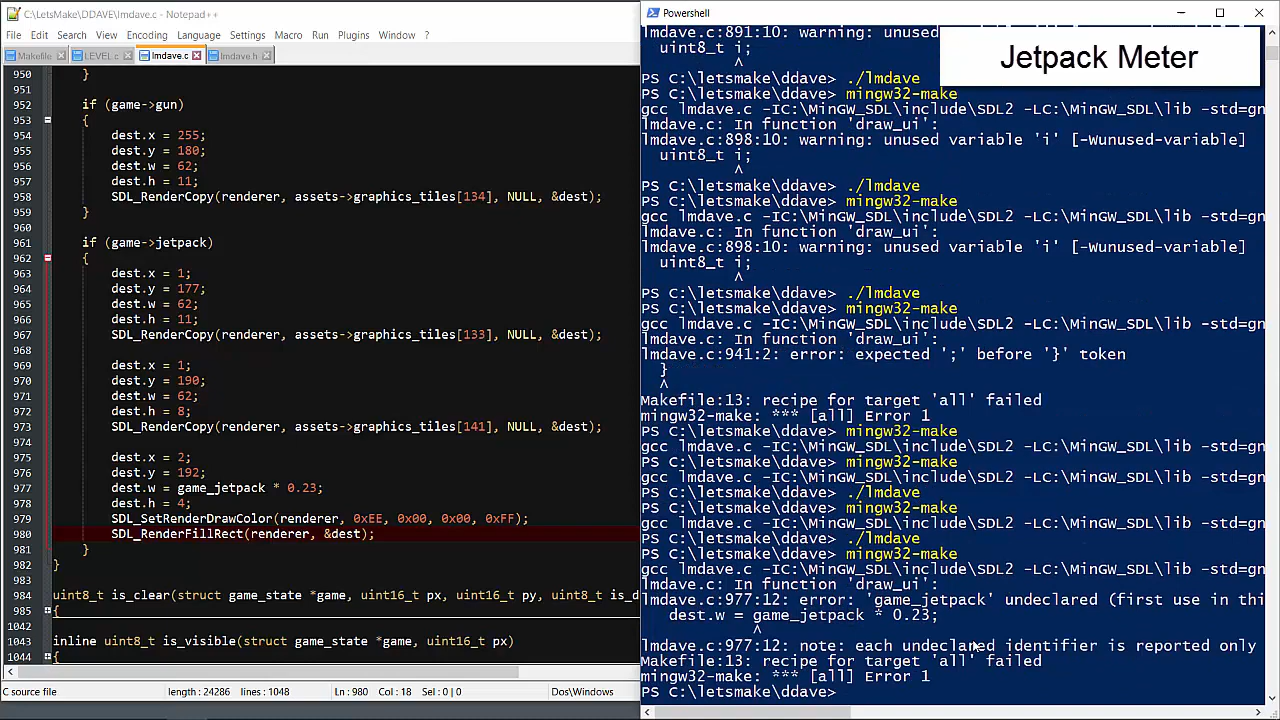 C:\LetsMake\DDAVE\lmdave.c - Notepad++
File Edit Search View Encoding Language Settings Macro Run Plugins Window ?
Makefile LEVEL.c lmdave.c lmdave.h
950 }
951
952 if (game->gun)
953 {
954 dest.x = 255;
955 dest.y = 180;
956 dest.w = 62;
957 dest.h = 11;
958 SDL_RenderCopy(renderer, assets->graphics_tiles[134], NULL, &dest);
959 }
960
961 if (game->jetpack)
962 {
963 dest.x = 1;
964 dest.y = 177;
965 dest.w = 62;
966 dest.h = 11;
967 SDL_RenderCopy(renderer, assets->graphics_tiles[133], NULL, &dest);
968
969 dest.x = 1;
970 dest.y = 190;
971 dest.w = 62;
972 dest.h = 8;
973 SDL_RenderCopy(renderer, assets->graphics_tiles[141], NULL, &dest);
974
975 dest.x = 2;
976 dest.y = 192;
977 dest.w = game_jetpack * 0.23;
978 dest.h = 4;
979 SDL_SetRenderDrawColor(renderer, 0xEE, 0x00, 0x00, 0xFF);
980 SDL_RenderFillRect(renderer, &dest);
981 }
982 }
983
984 uint8_t is_clear(struct game_state *game, uint16_t px, uint16_t py, uint8_t is_d
985 {
1042
1043 inline uint8_t is_visible(struct game_state *game, uint16_t px)
1044 {
C source file length : 24286 lines : 1048 Ln : 980 Col : 18 Sel : 0 | 0 Dos\Windows
Powershell
Jetpack Meter
lmdave.c:891:10: warning: unused
uint8_t i;
^
PS C:\letsmake\ddave> ./lmdave
PS C:\letsmake\ddave> mingw32-make
gcc lmdave.c -IC:\MinGW_SDL\include\SDL2 -LC:\MinGW_SDL\lib -std=gn
lmdave.c: In function 'draw_ui':
lmdave.c:898:10: warning: unused variable 'i' [-Wunused-variable]
uint8_t i;
^
PS C:\letsmake\ddave> ./lmdave
PS C:\letsmake\ddave> mingw32-make
gcc lmdave.c -IC:\MinGW_SDL\include\SDL2 -LC:\MinGW_SDL\lib -std=gn
lmdave.c: In function 'draw_ui':
lmdave.c:898:10: warning: unused variable 'i' [-Wunused-variable]
uint8_t i;
^
PS C:\letsmake\ddave> ./lmdave
PS C:\letsmake\ddave> mingw32-make
gcc lmdave.c -IC:\MinGW_SDL\include\SDL2 -LC:\MinGW_SDL\lib -std=gn
lmdave.c: In function 'draw_ui':
lmdave.c:941:2: error: expected ';' before '}' token
}
^
Makefile:13: recipe for target 'all' failed
mingw32-make: *** [all] Error 1
PS C:\letsmake\ddave> mingw32-make
gcc lmdave.c -IC:\MinGW_SDL\include\SDL2 -LC:\MinGW_SDL\lib -std=gn
PS C:\letsmake\ddave> mingw32-make
gcc lmdave.c -IC:\MinGW_SDL\include\SDL2 -LC:\MinGW_SDL\lib -std=gn
PS C:\letsmake\ddave> ./lmdave
PS C:\letsmake\ddave> mingw32-make
gcc lmdave.c -IC:\MinGW_SDL\include\SDL2 -LC:\MinGW_SDL\lib -std=gn
PS C:\letsmake\ddave> ./lmdave
PS C:\letsmake\ddave> mingw32-make
gcc lmdave.c -IC:\MinGW_SDL\include\SDL2 -LC:\MinGW_SDL\lib -std=gn
lmdave.c: In function 'draw_ui':
lmdave.c:977:12: error: 'game_jetpack' undeclared (first use in thi
dest.w = game_jetpack * 0.23;
^
lmdave.c:977:12: note: each undeclared identifier is reported only
Makefile:13: recipe for target 'all' failed
mingw32-make: *** [all] Error 1
PS C:\letsmake\ddave>